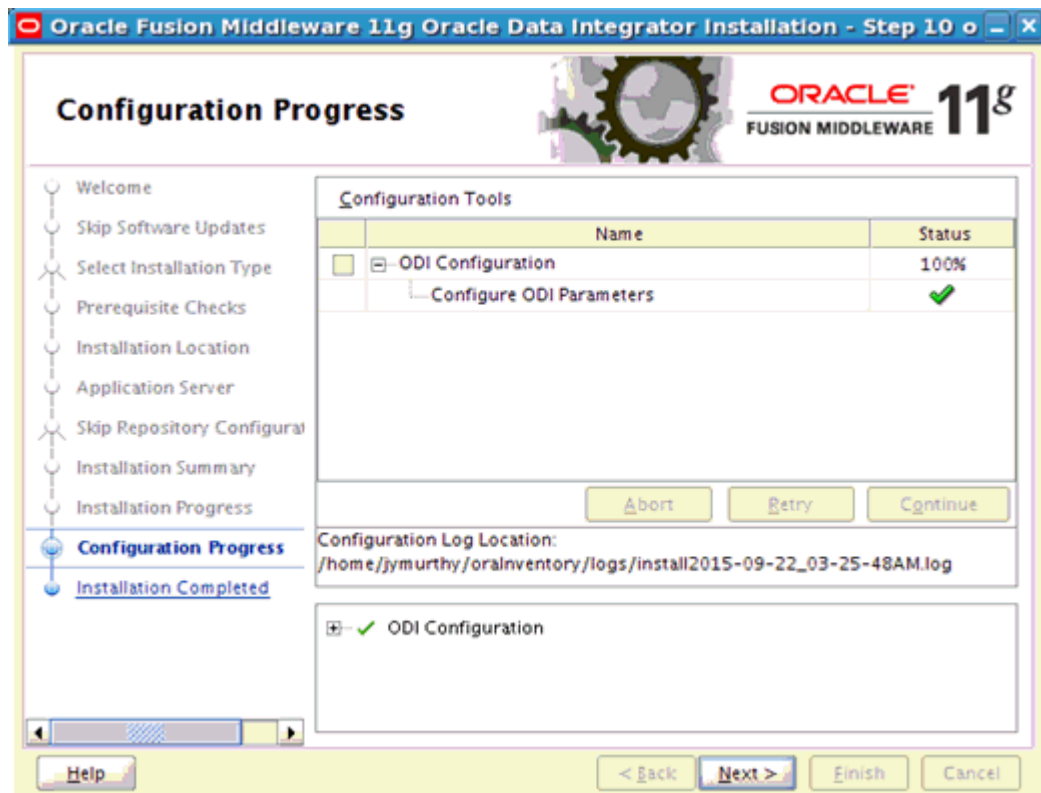 Oracle Fusion Middleware 11g Oracle Data Integrator Installation - Step 10 o
Configuration Progress
ORACLE
FUSION MIDDLEWARE 11g
Welcome
Skip Software Updates
Select Installation Type
Prerequisite Checks
Installation Location
Application Server
Skip Repository Configurat
Installation Summary
Installation Progress
Configuration Progress
Installation Completed
Configuration Tools
Name Status
ODI Configuration 100%
Configure ODI Parameters
Abort Retry Continue
Configuration Log Location:
/home/jymurthy/oraInventory/logs/install2015-09-22_03-25-48AM.log
ODI Configuration
Help < Back Next > Finish Cancel